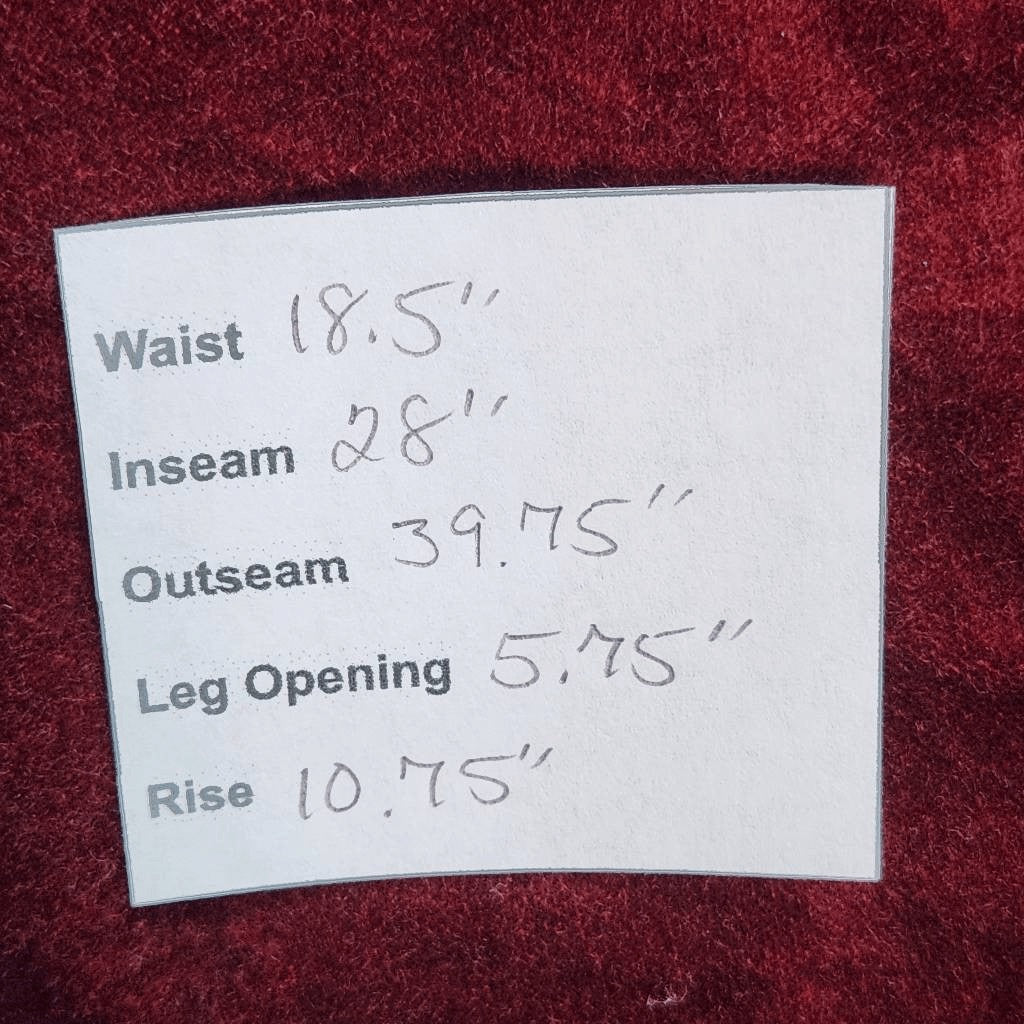 Waist 18.5"
Inseam 28"
Outseam 39.75"
Leg Opening 5.75"
Rise 10.75"